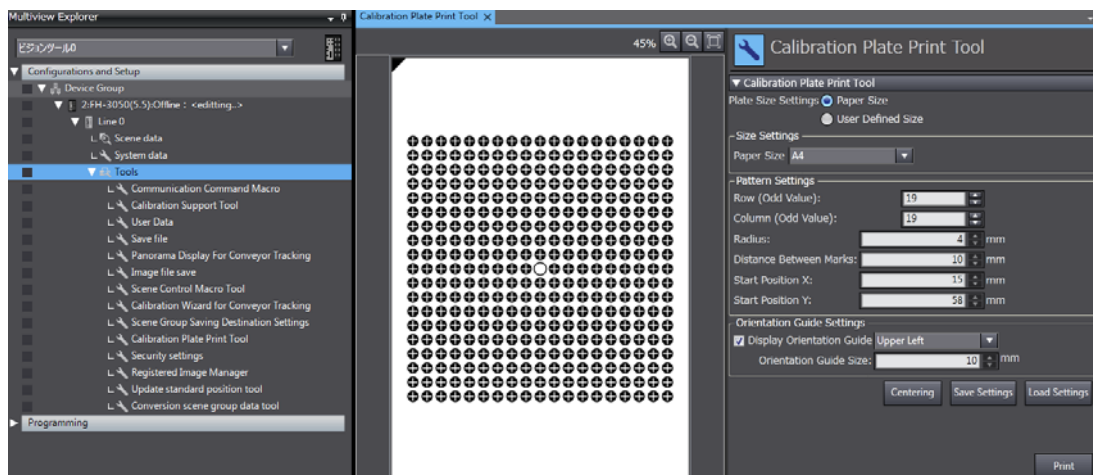 Multiview Explorer
ビジョンツール0
Configurations and Setup
Device Group
2:FH-3050(5.5):Offline : <editting..>
Line 0
Scene data
System data
Tools
Communication Command Macro
Calibration Support Tool
User Data
Save file
Panorama Display For Conveyor Tracking
Image file save
Scene Control Macro Tool
Calibration Wizard for Conveyor Tracking
Scene Group Saving Destination Settings
Calibration Plate Print Tool
Security settings
Registered Image Manager
Update standard position tool
Conversion scene group data tool
Programming
Calibration Plate Print Tool
45%
Calibration Plate Print Tool
Calibration Plate Print Tool
Plate Size Settings Paper Size
User Defined Size
Size Settings
Paper Size A4
Pattern Settings
Row (Odd Value): 19
Column (Odd Value): 19
Radius: 4 mm
Distance Between Marks: 10 mm
Start Position X: 15 mm
Start Position Y: 58 mm
Orientation Guide Settings
Display Orientation Guide Upper Left
Orientation Guide Size: 10 mm
Centering Save Settings Load Settings
Print